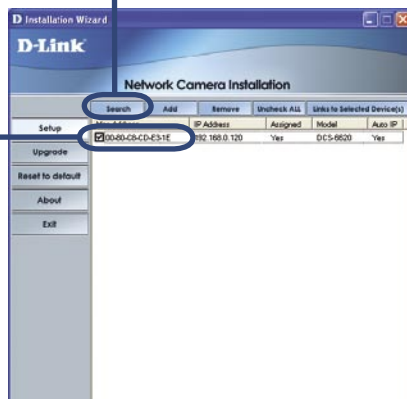 D Installation Wizard
D-Link
Network Camera Installation
Search Add Remove Uncheck ALL Links to Selected Device(s)
IP Address Assigned Model Auto IP
00-80-C8-CD-E3-1E 192.168.0.120 Yes DCS-6620 Yes
Setup
Upgrade
Reset to default
About
Exit